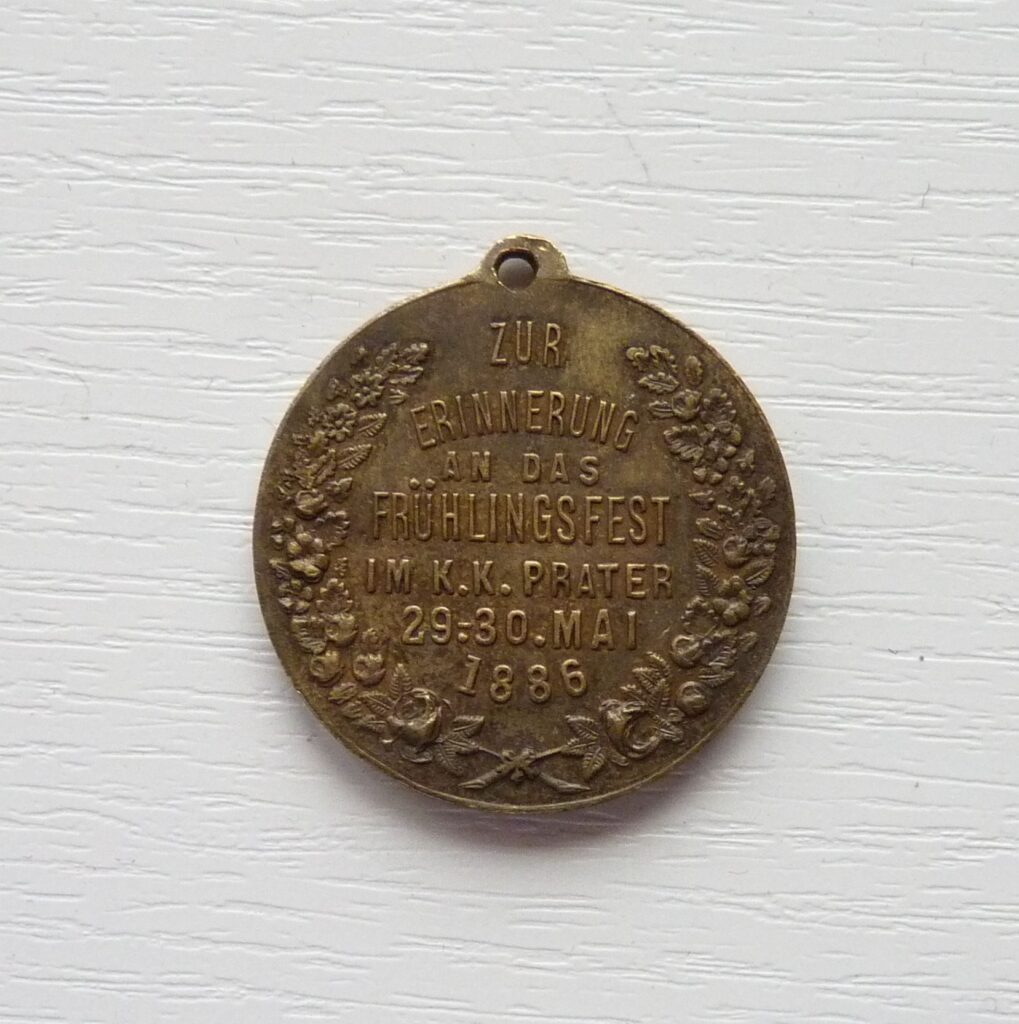 ZUR
ERINNERUNG
AN DAS
FRÜHLINGSFEST
IM K.K. PRATER
29.-30. MAI
1886